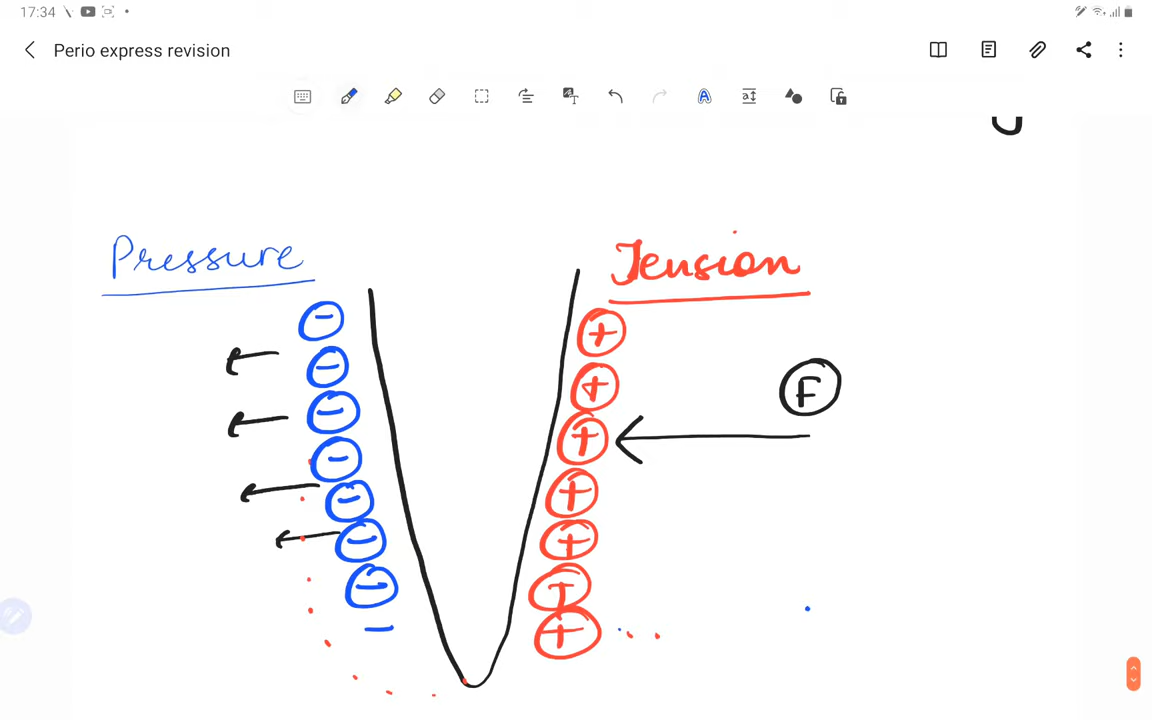 17:34
Perio express revision
Pressure
Tension
- +
- +
- +
- +
- +
- +
- +
-
F